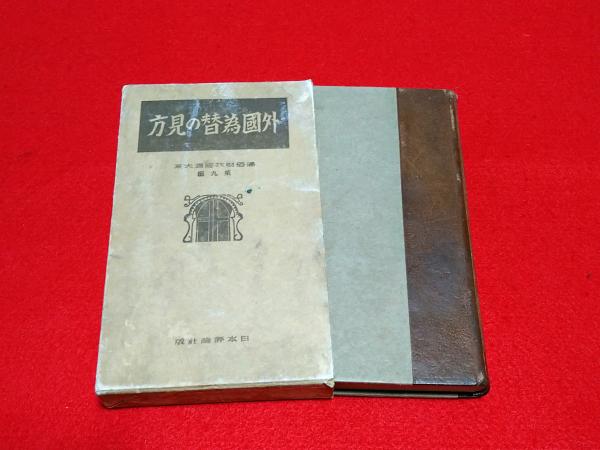 外國為替の見方
第九編
日本評論社版